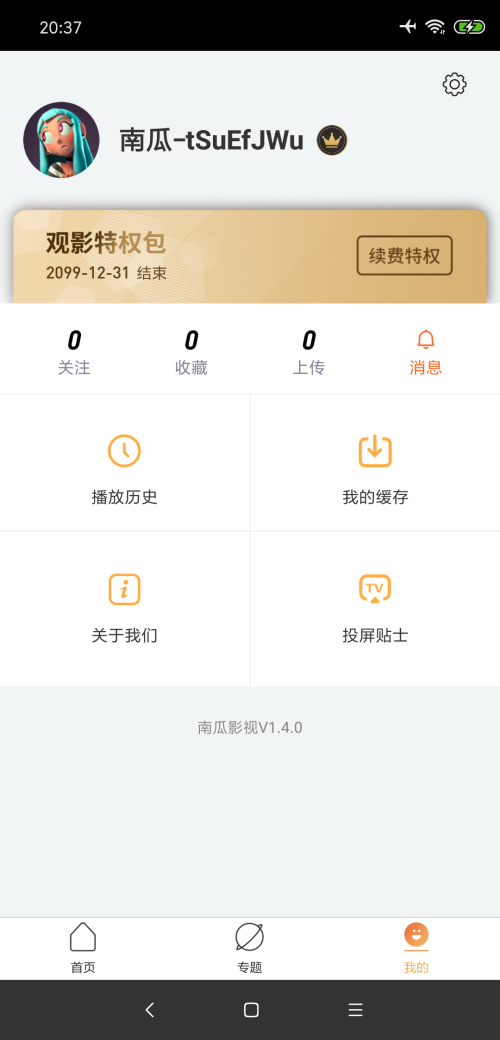 20:37
南瓜-tSuEfJWu
观影特权包
2099-12-31 结束
续费特权
0
0
0
关注
收藏
上传
消息
播放历史
我的缓存
TV
关于我们
投屏贴士
南瓜影视V1.4.0
首页
专题
我的